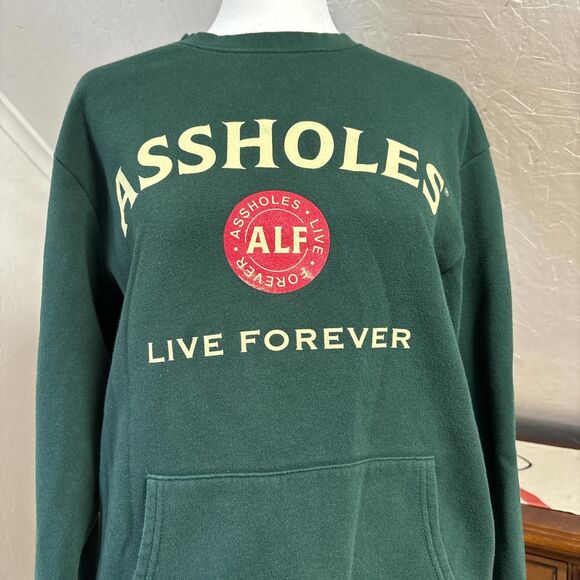 ASSHOLES®
ASSHOLES • LIVE • FOREVER •
ALF
LIVE FOREVER